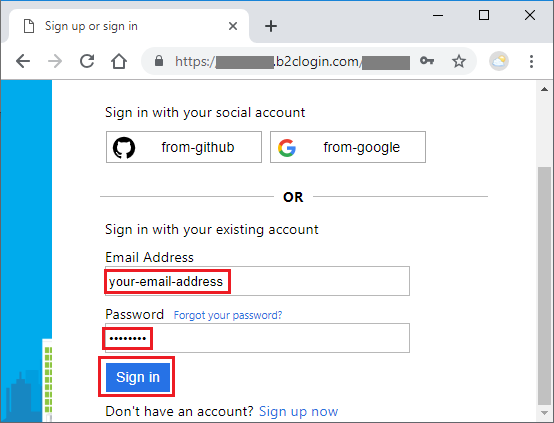 Sign up or sign in
https:/ .b2clogin.com/
Sign in with your social account
from-github
from-google
OR
Sign in with your existing account
Email Address
your-email-address
Password Forgot your password?
••••••••
Sign in
Don't have an account? Sign up now